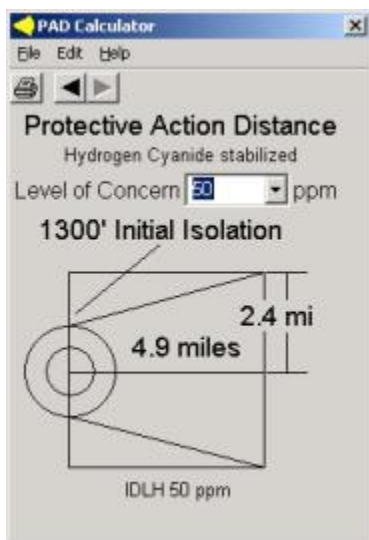 PAD Calculator
File Edit Help
Protective Action Distance
Hydrogen Cyanide stabilized
Level of Concern 50 ppm
1300' Initial Isolation
2.4 mi
4.9 miles
IDLH 50 ppm